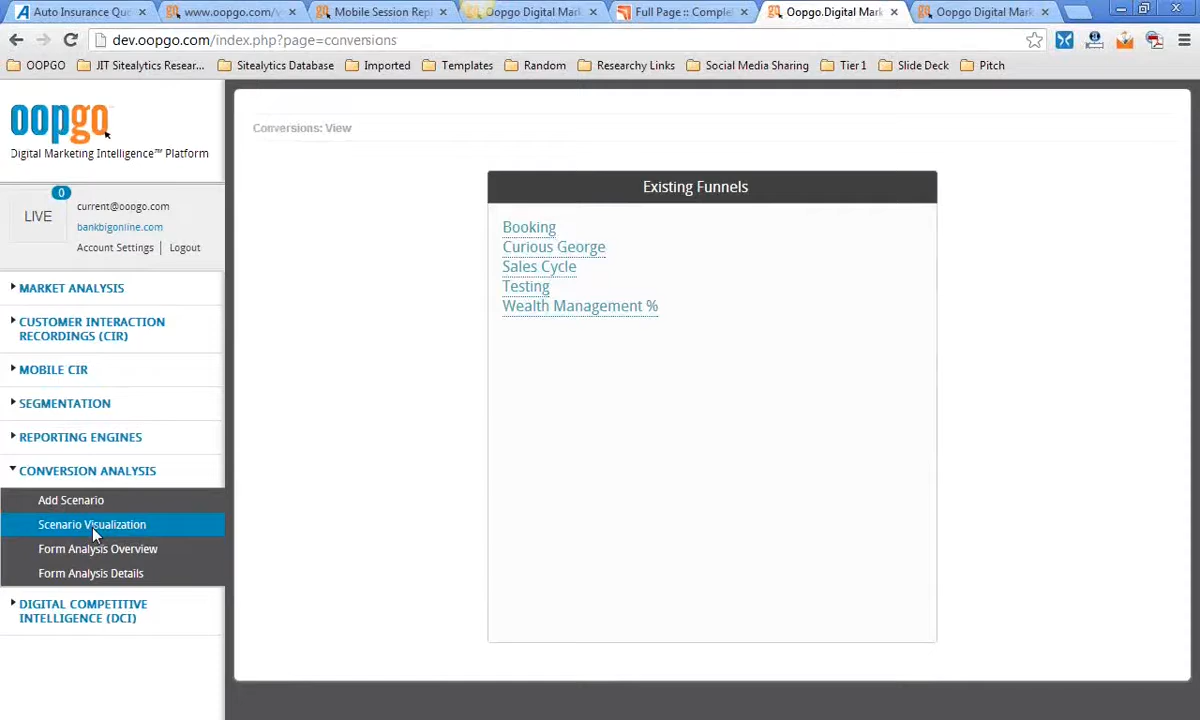 Auto Insurance Quo
www.oopgo.com/v
Mobile Session Repl
Oopgo Digital Mark
Full Page :: Comple
Oopgo.Digital Mark
Oopgo Digital Mark
dev.oopgo.com/index.php?page=conversions
OOPGO
JIT Sitealytics Resear...
Sitealytics Database
Imported
Templates
Random
Researchy Links
Social Media Sharing
Tier1
Slide Deck
Pitch
oopgo
Digital Marketing Intelligence™ Platform
0
LIVE
current@oopgo.com
bankbigonline.com
Account Settings | Logout
MARKET ANALYSIS
CUSTOMER INTERACTION
RECORDINGS (CIR)
MOBILE CIR
SEGMENTATION
REPORTING ENGINES
CONVERSION ANALYSIS
Add Scenario
Scenario Visualization
Form Analysis Overview
Form Analysis Details
DIGITAL COMPETITIVE
INTELLIGENCE (DCI)
Conversions: View
Existing Funnels
Booking
Curious George
Sales Cycle
Testing
Wealth Management %